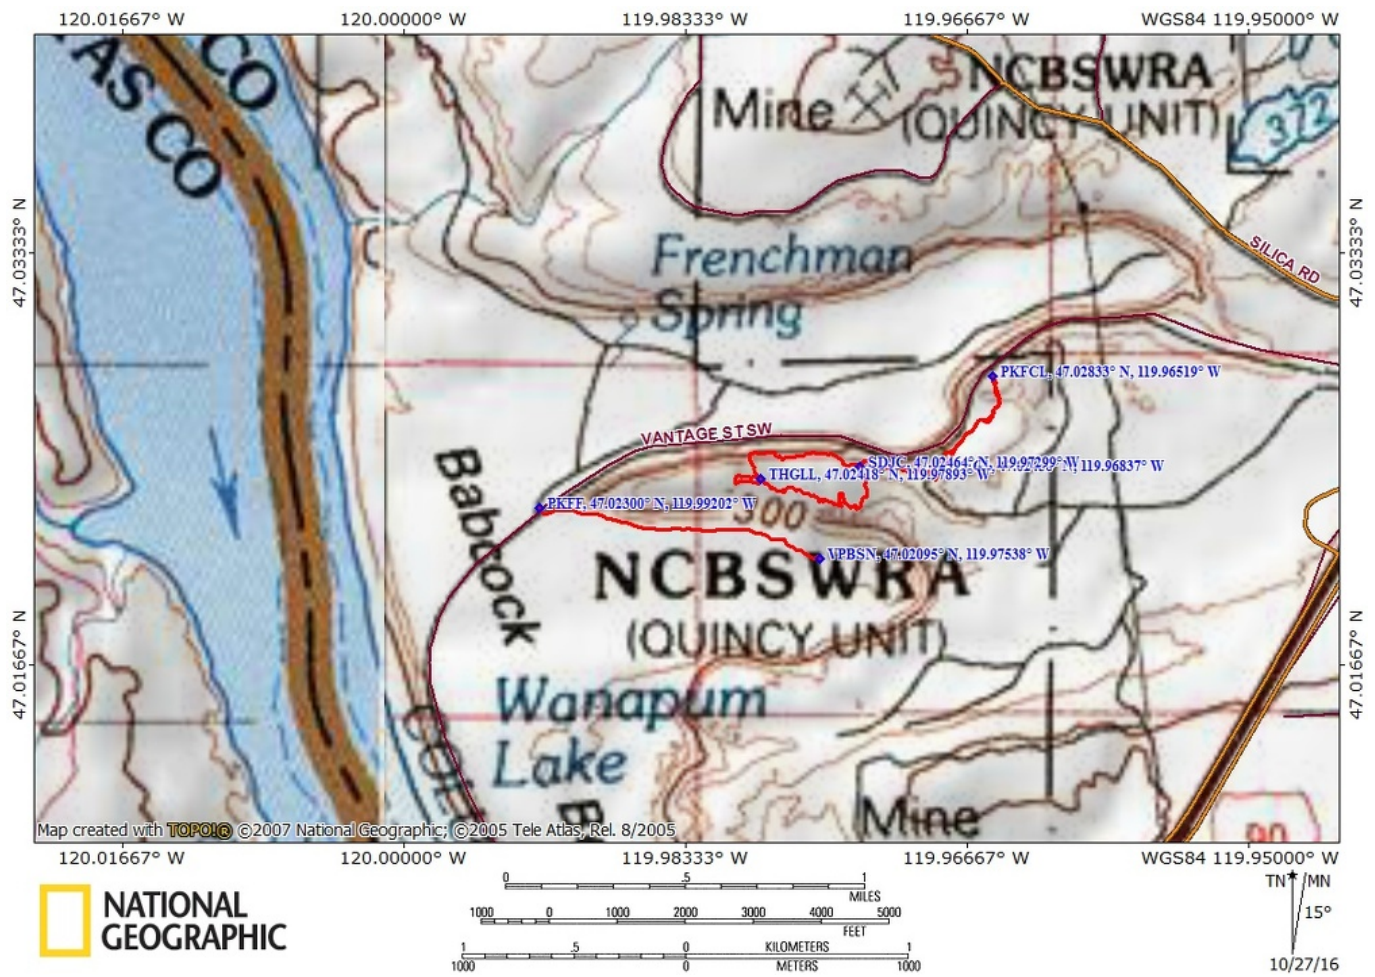 120.01667° W 120.00000° W 119.98333° W 119.96667° W WGS84 119.95000° W
CO
AS CO
NCBSWRA
(QUINCY UNIT)
Mine
372
47.03333° N
47.03333° N
Frenchman
Spring
SILICA RD
PKFCL, 47.02833° N, 119.96519° W
VANTAGE ST SW
SDJC, 47.02464° N, 119.97299° W
119.96837° W
THGLL, 47.02418° N, 119.97893° W
PKFF, 47.02300° N, 119.99202° W
500
VPBSN, 47.02095° N, 119.97538° W
Babcock
NCBSWRA
(QUINCY UNIT)
47.01667° N
47.01667° N
Wanapum
Lake
Mine
90
Map created with TOPO!® ©2007 National Geographic; ©2005 Tele Atlas, Rel. 8/2005
120.01667° W 120.00000° W 119.98333° W 119.96667° W WGS84 119.95000° W
NATIONAL
GEOGRAPHIC
0 .5 1
MILES
1000 0 1000 2000 3000 4000 5000
FEET
1 .5 0 KILOMETERS 1
1000 0 METERS 1000
TN MN
15°
10/27/16